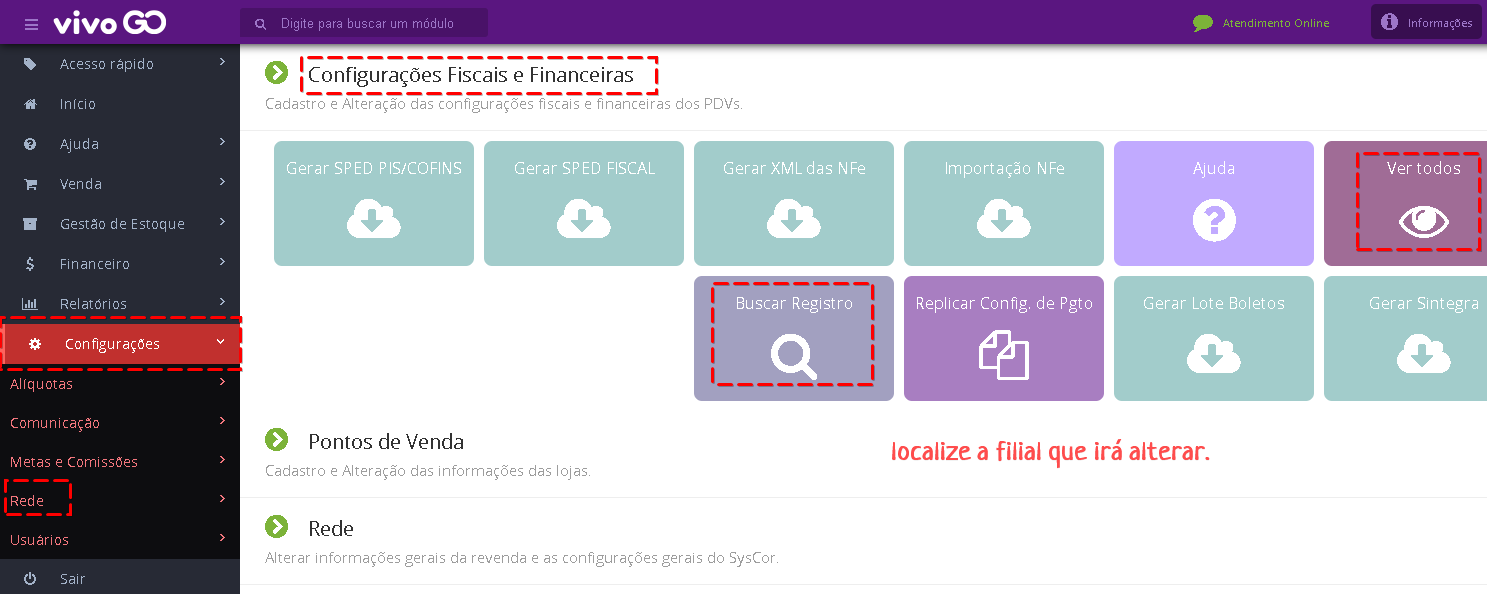 vivo GO
Digite para buscar um módulo
Atendimento Online
Informações
Acesso rápido
Início
Ajuda
Venda
Gestão de Estoque
Financeiro
Relatórios
Configurações
Alíquotas
Comunicação
Metas e Comissões
Rede
Usuários
Sair
Configurações Fiscais e Financeiras
Cadastro e Alteração das configurações fiscais e financeiras dos PDVs.
Gerar SPED PIS/COFINS
Gerar SPED FISCAL
Gerar XML das NFe
Importação NFe
Ajuda
Ver todos
Buscar Registro
Replicar Config. de Pgto
Gerar Lote Boletos
Gerar Sintegra
Pontos de Venda
Cadastro e Alteração das informações das lojas.
localize a filial que irá alterar.
Rede
Alterar informações gerais da revenda e as configurações gerais do SysCor.